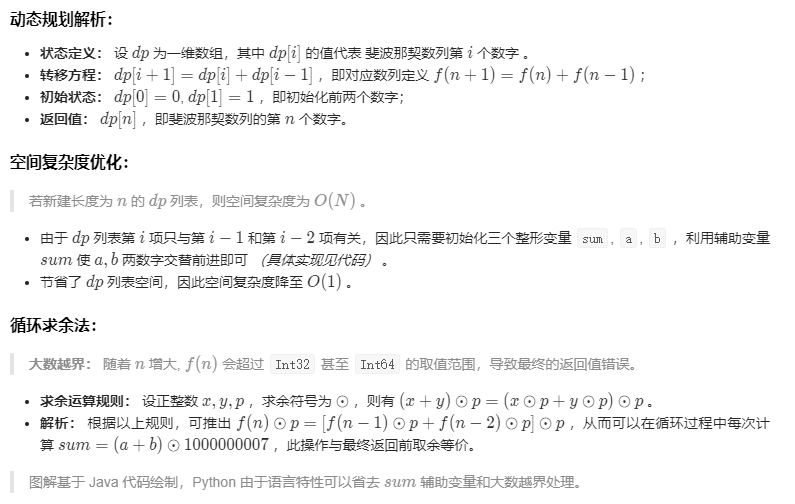 动态规划解析：
• 状态定义： 设 dp 为一维数组，其中 dp[i] 的值代表 斐波那契数列第 i 个数字 。
• 转移方程： dp[i + 1] = dp[i] + dp[i − 1] ，即对应数列定义 f(n + 1) = f(n) + f(n − 1) ；
• 初始状态： dp[0] = 0, dp[1] = 1 ，即初始化前两个数字；
• 返回值： dp[n] ，即斐波那契数列的第 n 个数字。
空间复杂度优化：
若新建长度为 n 的 dp 列表，则空间复杂度为 O(N) 。
• 由于 dp 列表第 i 项只与第 i − 1 和第 i − 2 项有关，因此只需要初始化三个整形变量 sum , a , b ，利用辅助变量
sum 使 a, b 两数字交替前进即可 （具体实现见代码） 。
• 节省了 dp 列表空间，因此空间复杂度降至 O(1) 。
循环求余法：
大数越界： 随着 n 增大, f(n) 会超过 Int32 甚至 Int64 的取值范围，导致最终的返回值错误。
• 求余运算规则： 设正整数 x, y, p ，求余符号为 ⊙ ，则有 (x + y) ⊙ p = (x ⊙ p + y ⊙ p) ⊙ p 。
• 解析： 根据以上规则，可推出 f(n) ⊙ p = [f(n − 1) ⊙ p + f(n − 2) ⊙ p] ⊙ p ，从而可以在循环过程中每次计
算 sum = (a + b) ⊙ 1000000007 ，此操作与最终返回前取余等价。
图解基于 Java 代码绘制，Python 由于语言特性可以省去 sum 辅助变量和大数越界处理。